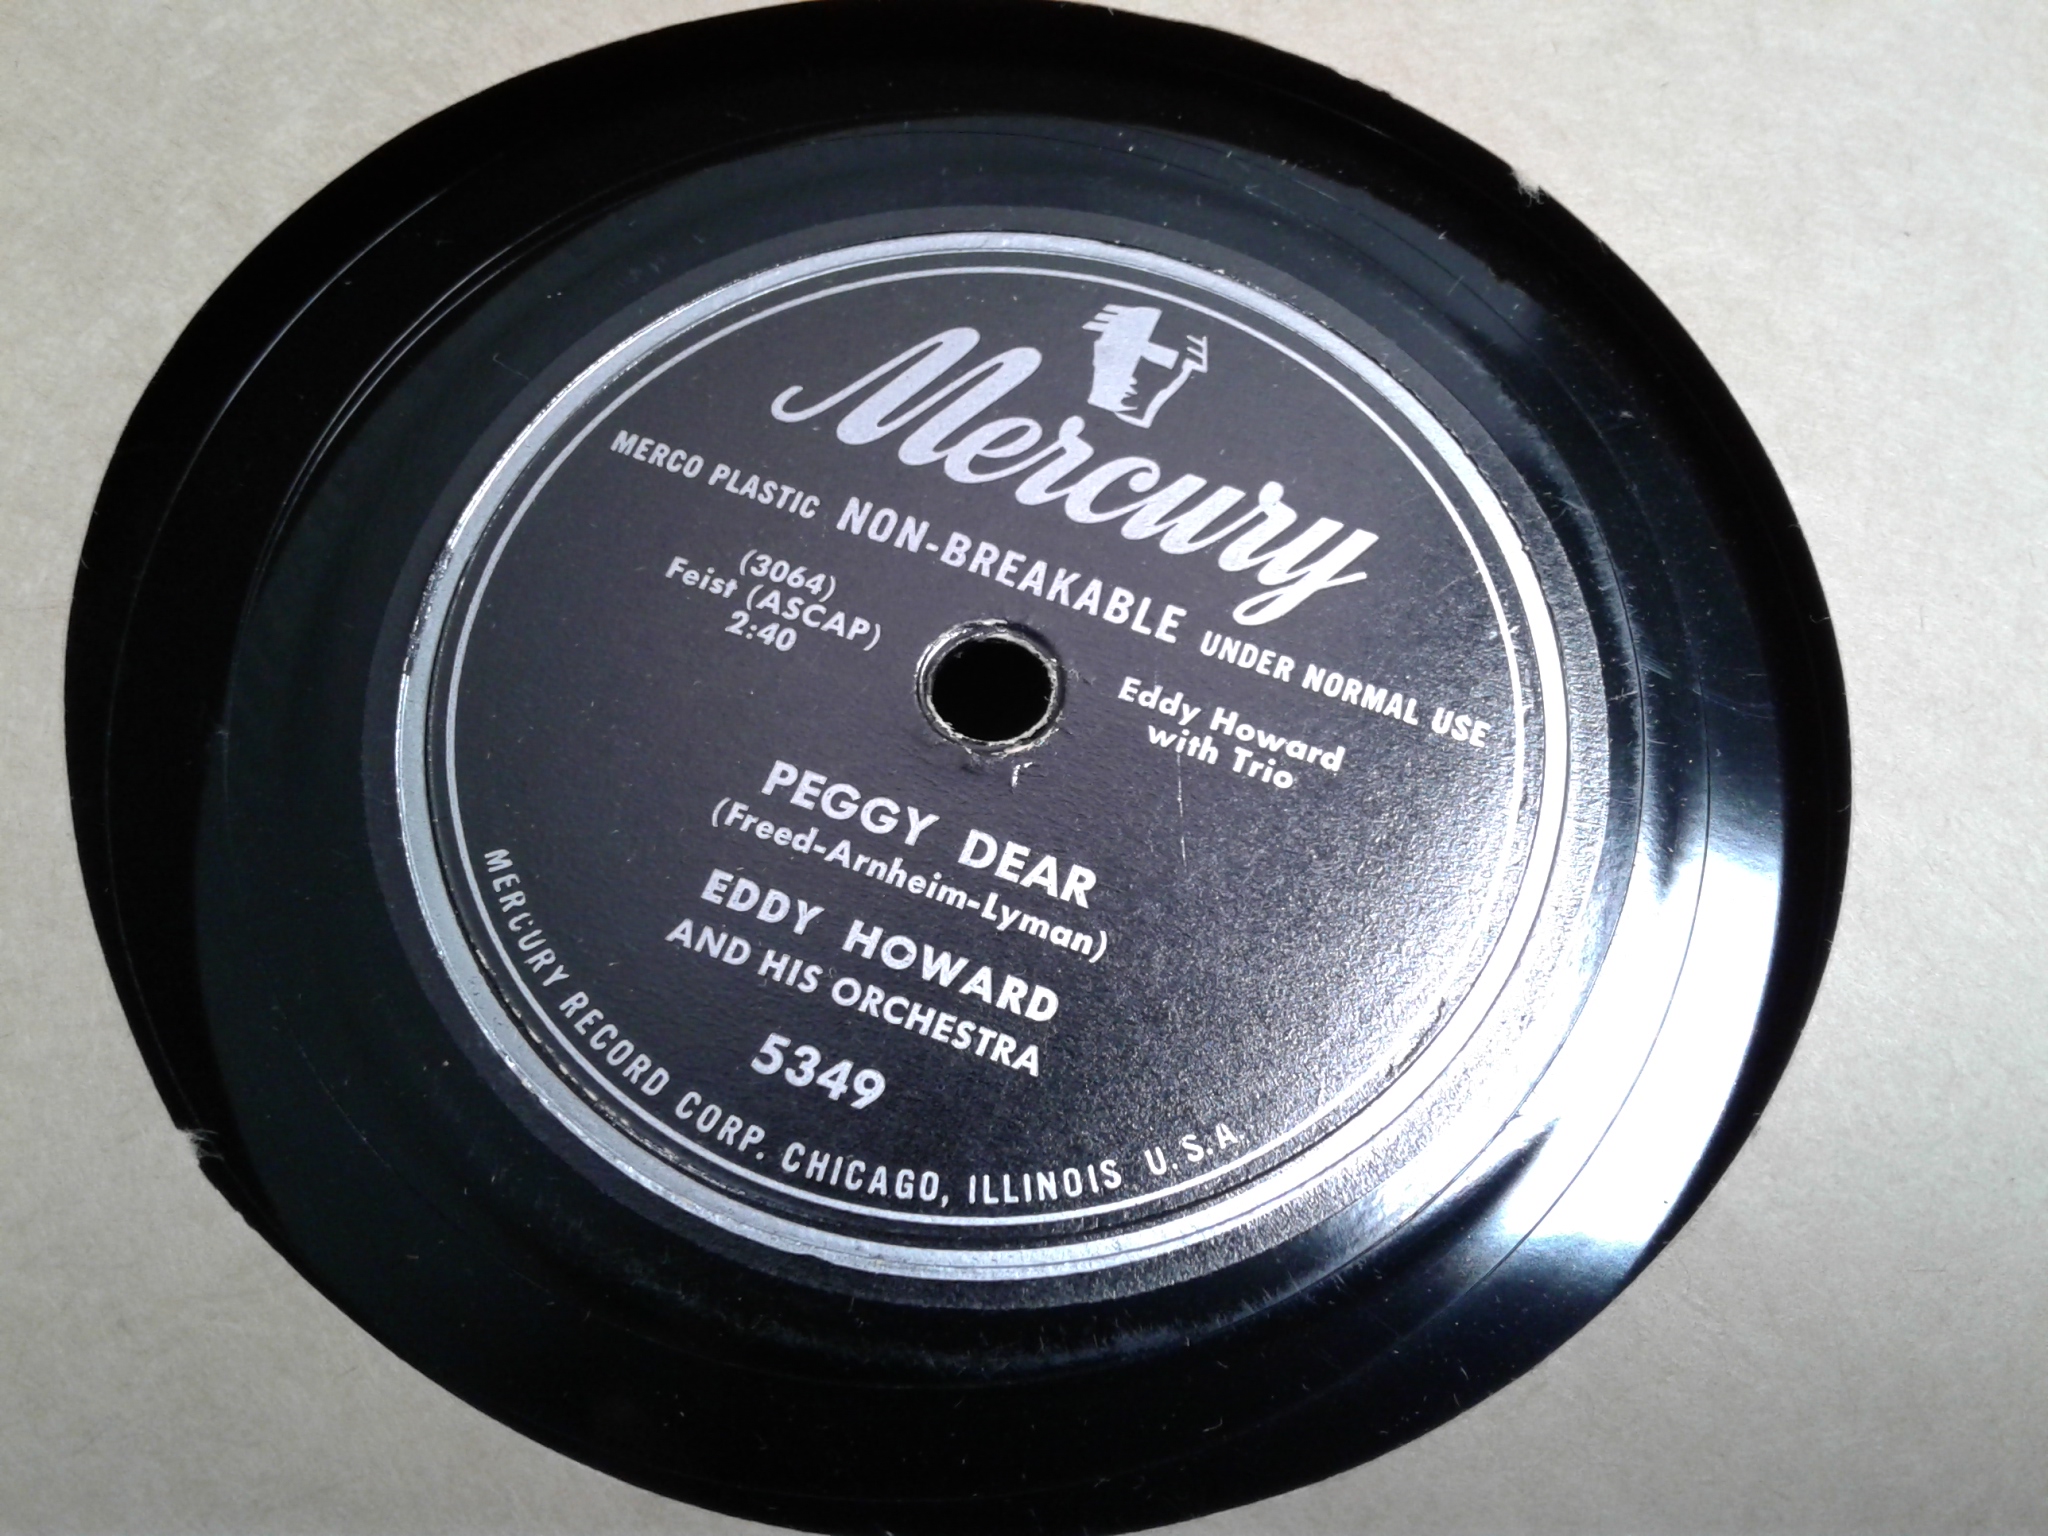 Mercury
MERCO PLASTIC NON-BREAKABLE UNDER NORMAL USE
(3064)
Feist (ASCAP)
2:40
Eddy Howard
with Trio
PEGGY DEAR
(Freed-Arnheim-Lyman)
EDDY HOWARD
AND HIS ORCHESTRA
5349
MERCURY RECORD CORP. CHICAGO, ILLINOIS U.S.A.